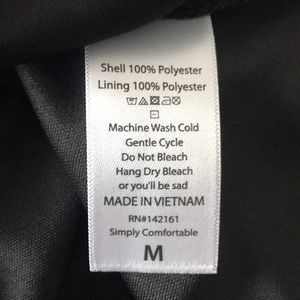 Shell 100% Polyester
Lining 100% Polyester
Machine Wash Cold
Gentle Cycle
Do Not Bleach
Hang Dry Bleach
or you'll be sad
MADE IN VIETNAM
RN#142161
Simply Comfortable
M